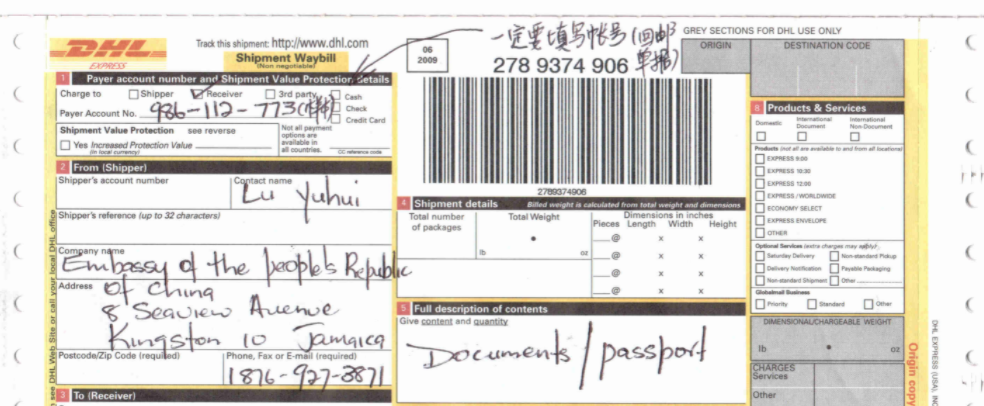 DHL
EXPRESS
Track this shipment: http://www.dhl.com
Shipment Waybill
(Non negotiable)
06
2009
一定要填写帐号(回邮
单据)
278 9374 906
GREY SECTIONS FOR DHL USE ONLY
ORIGIN
DESTINATION CODE
1 Payer account number and Shipment Value Protection details
Charge to Shipper Receiver 3rd party Cash
Check
Credit Card
Payer Account No. 986-112-773
Shipment Value Protection see reverse
Yes Increased Protection Value
(in local currency)
Not all payment
options are
available in
all countries.
CC reference code
2 From (Shipper)
Shipper's account number
Contact name
Lu Yuhui
Shipper's reference (up to 32 characters)
Company name
Embassy of the people's Republic
Address
of China
8 Seaview Avenue
Kingston 10 Jamaica
Postcode/Zip Code (required)
Phone, Fax or E-mail (required)
1876-927-3871
3 To (Receiver)
2789374906
4 Shipment details Billed weight is calculated from total weight and dimensions
Total number
of packages
Total Weight
lb oz
Dimensions in inches
Pieces Length Width Height
@ x x
@ x x
@ x x
@ x x
5 Full description of contents
Give content and quantity
Documents / passport
6 Products & Services
Domestic
International
Document
International
Non-Document
Products (not all are available to and from all locations)
EXPRESS 9:00
EXPRESS 10:30
EXPRESS 12:00
EXPRESS / WORLDWIDE
ECONOMY SELECT
EXPRESS ENVELOPE
OTHER
Optional Services (extra charges may apply)
Saturday Delivery Non-standard Pickup
Delivery Notification Payable Packaging
Non-standard Shipment Other
Globalmail Business
Priority Standard Other
DIMENSIONAL/CHARGEABLE WEIGHT
lb oz
CHARGES
Services
Other
Origin copy
DHL EXPRESS (USA), INC
see DHL Web Site or call your local DHL office